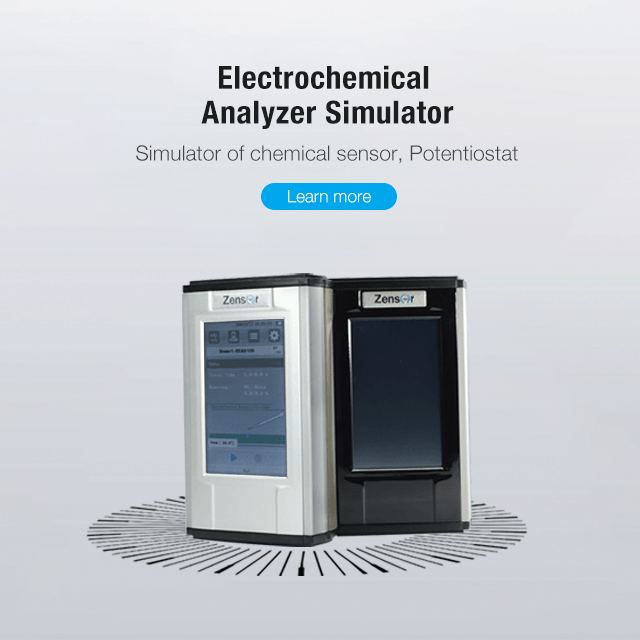 Electrochemical
Analyzer Simulator
Simulator of chemical sensor, Potentiostat
Learn more
Zensor
Zensor